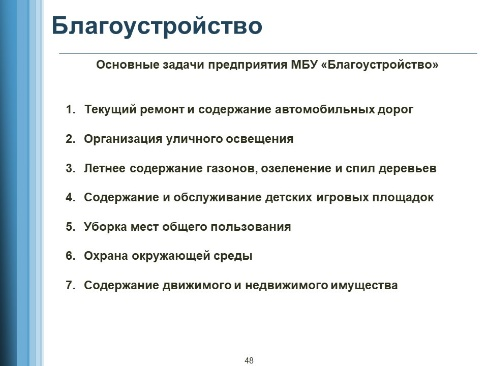 Благоустройство
Основные задачи предприятия МБУ «Благоустройство»
1. Текущий ремонт и содержание автомобильных дорог
2. Организация уличного освещения
3. Летнее содержание газонов, озеленение и спил деревьев
4. Содержание и обслуживание детских игровых площадок
5. Уборка мест общего пользования
6. Охрана окружающей среды
7. Содержание движимого и недвижимого имущества
48